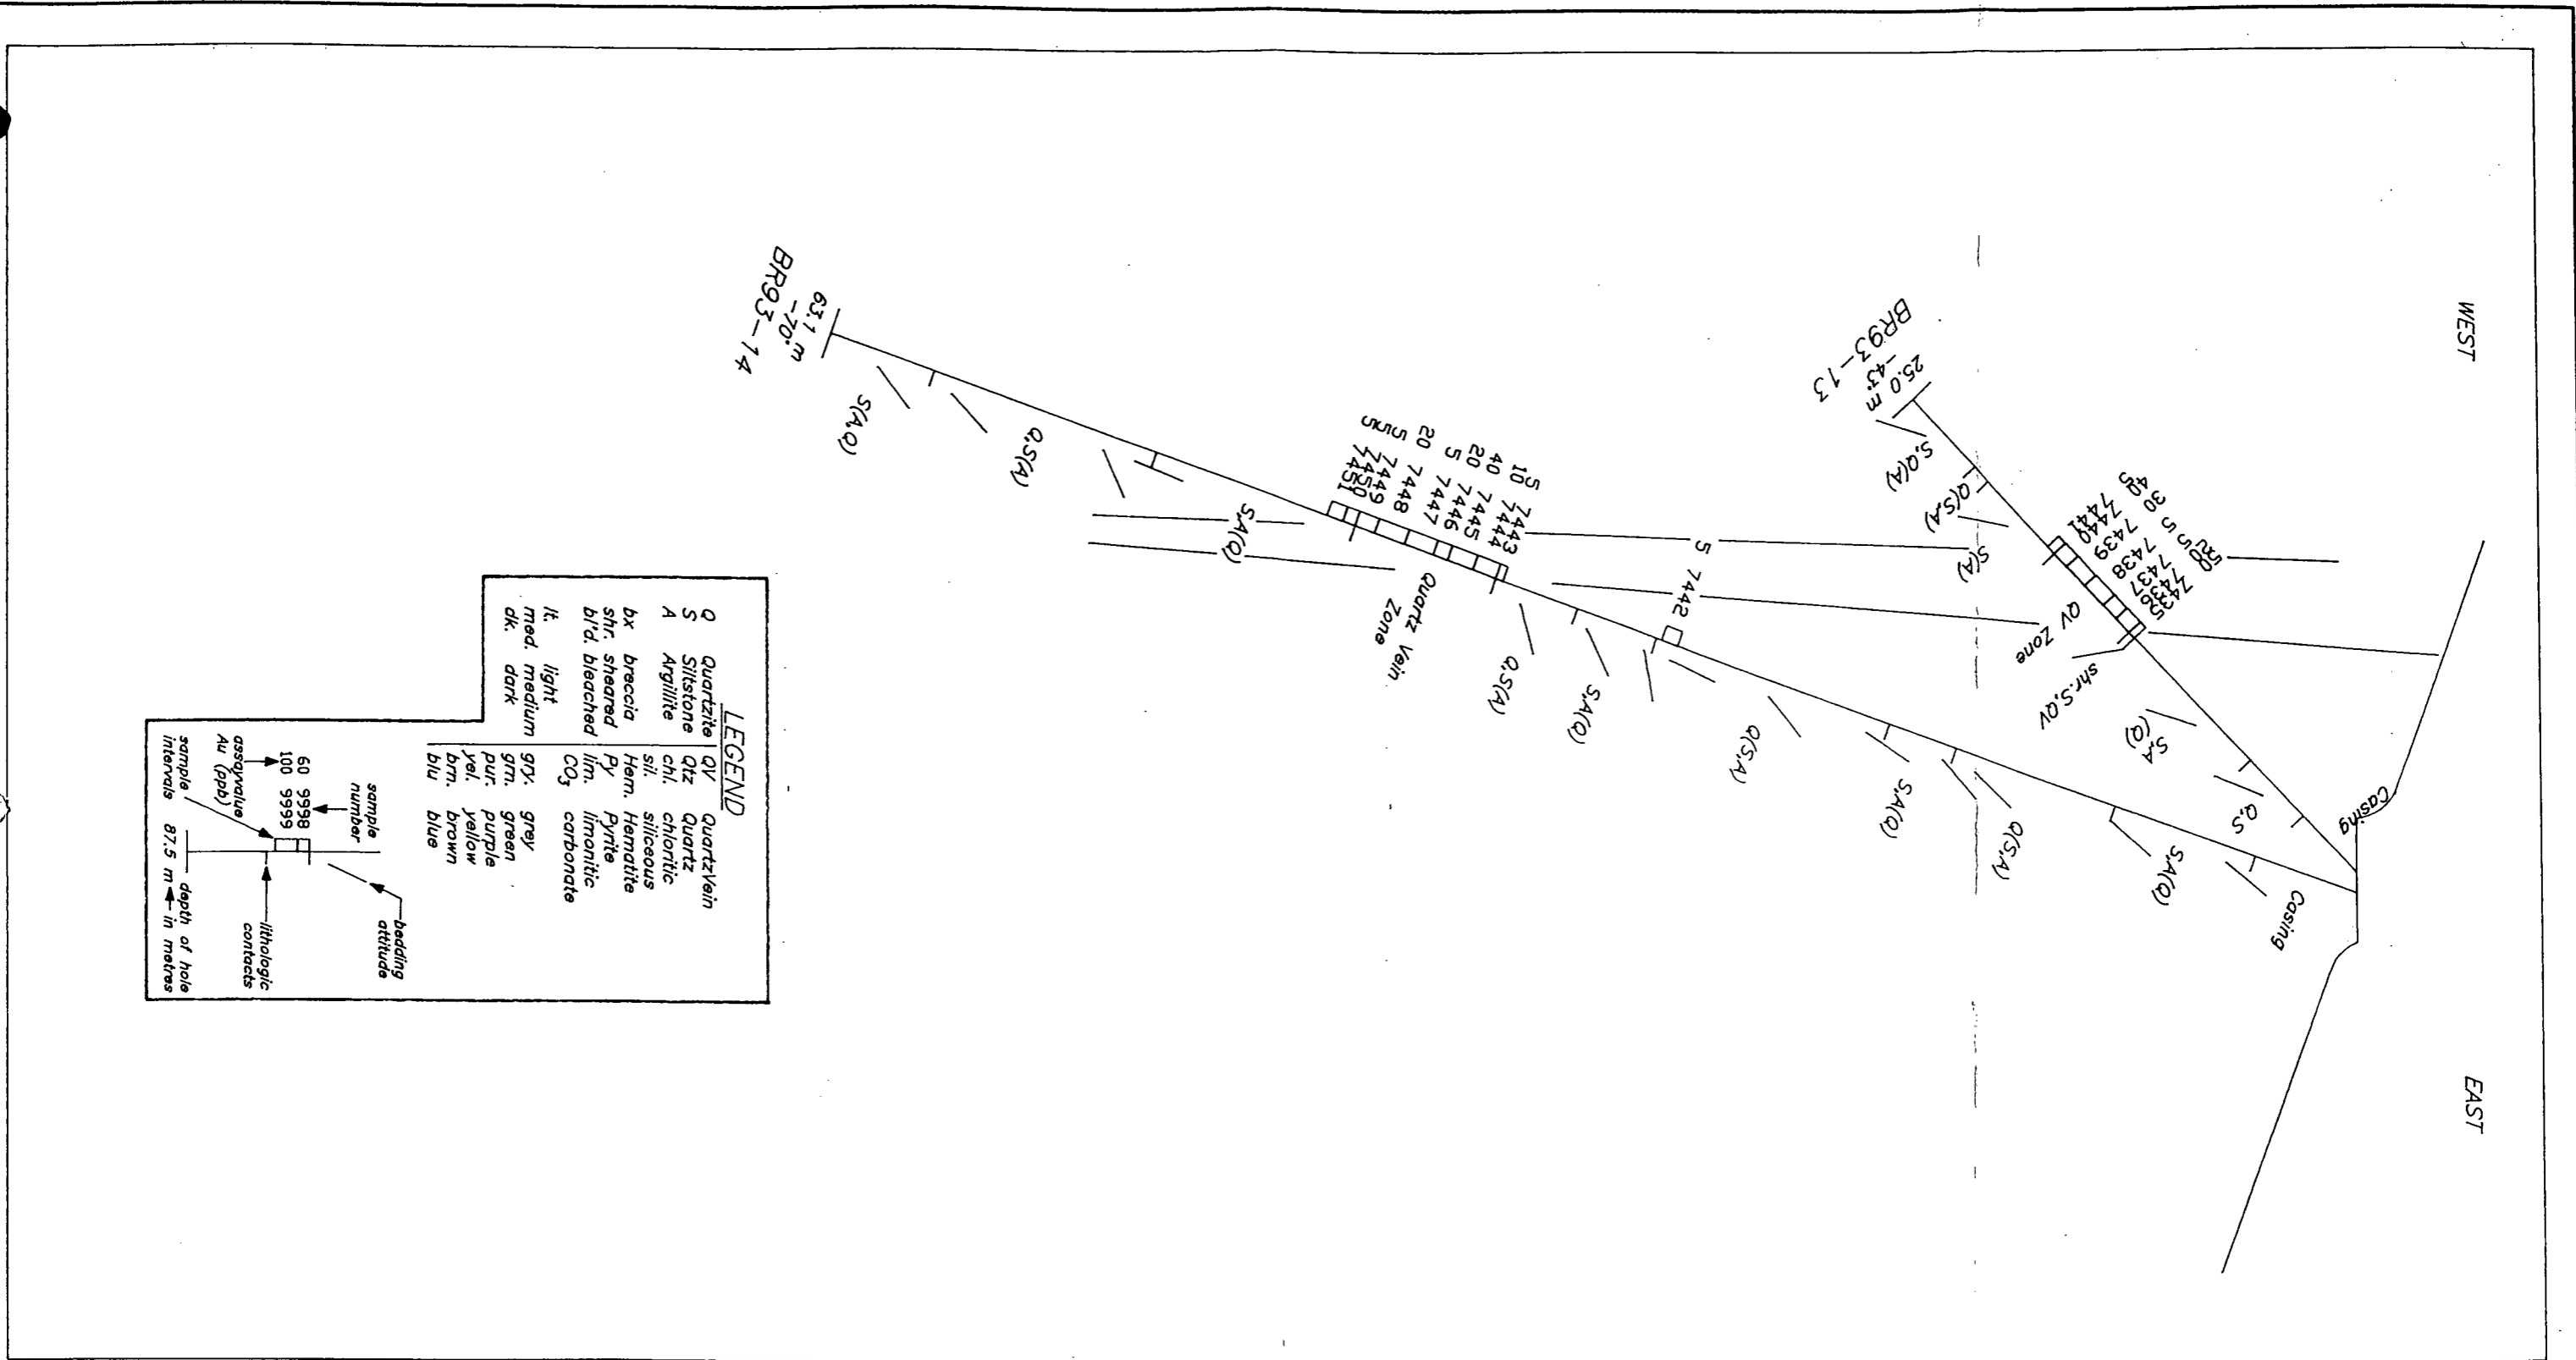 WEST
EAST
Casing
Casing
Q,S
S,A(Q)
S,A
(Q)
Q(S,A)
shr.S,QV
50 7435
7436
5 7437
5 7438
30 7439
40 7440
5 7441
QV Zone
S,A(Q)
S(A)
Q(S,A)
S,Q(A)
25.0 m
-43°
BR93-13
Q(S,A)
5 7442
S,A(Q)
Q,S(A)
5 7443
10 7444
40 7445
20 7446
5 7447
20 7448
5 7449
5 7450
5 7451
Quartz Vein
Zone
S,A(Q)
Q,S(A)
S(A,Q)
63.1 m
-70°
BR93-14
LEGEND
Q Quartzite QV QuartzVein
S Siltstone Qtz Quartz
A Argillite chl. chloritic
sil. siliceous
bx breccia Hem. Hematite
shr. sheared Py Pyrite
bl'd. bleached lim. limonitic
CO3 carbonate
lt. light
med. medium gry. grey
dk. dark grn. green
pur. purple
yel. yellow
brn. brown
blu blue
sample
number
bedding
attitude
60 9998
100 9999
assayvalue
Au (ppb)
lithologic
contacts
sample
intervals
depth of hole
87.5 m in metres